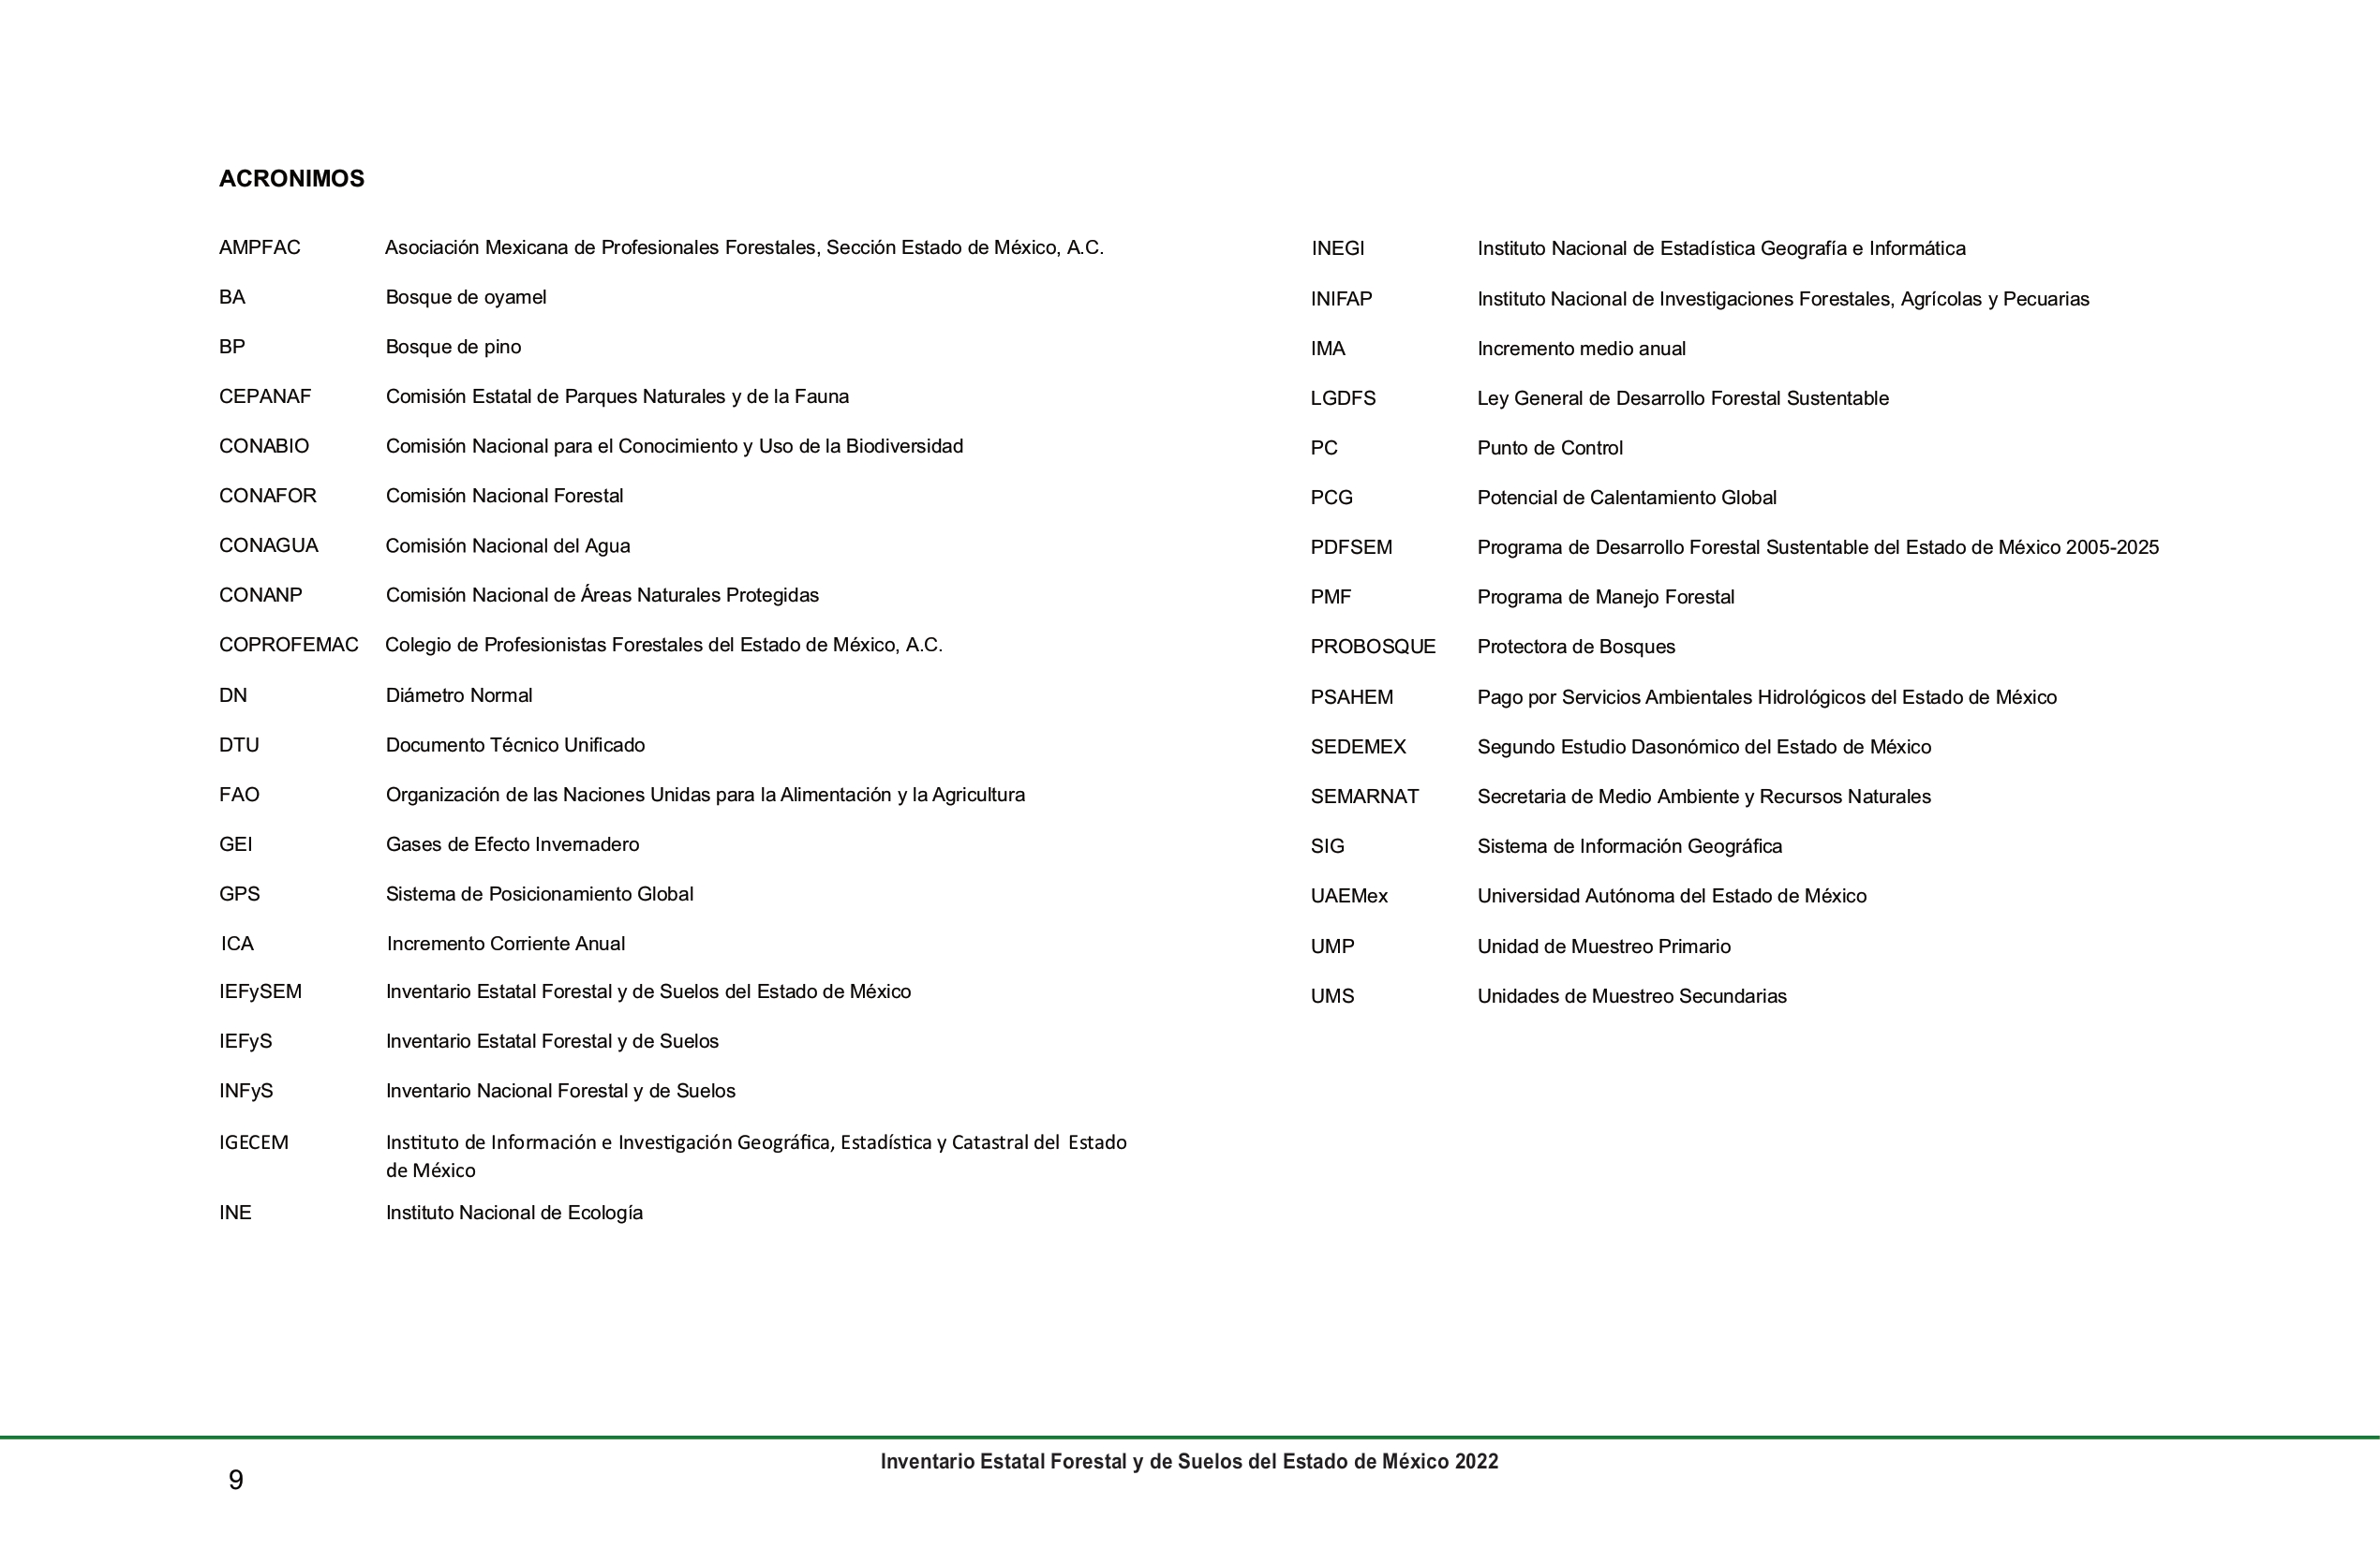 ACRONIMOS
AMPFAC Asociación Mexicana de Profesionales Forestales, Sección Estado de México, A.C.
BA Bosque de oyamel
BP Bosque de pino
CEPANAF Comisión Estatal de Parques Naturales y de la Fauna
CONABIO Comisión Nacional para el Conocimiento y Uso de la Biodiversidad
CONAFOR Comisión Nacional Forestal
CONAGUA Comisión Nacional del Agua
CONANP Comisión Nacional de Áreas Naturales Protegidas
COPROFEMAC Colegio de Profesionistas Forestales del Estado de México, A.C.
DN Diámetro Normal
DTU Documento Técnico Unificado
FAO Organización de las Naciones Unidas para la Alimentación y la Agricultura
GEI Gases de Efecto Invernadero
GPS Sistema de Posicionamiento Global
ICA Incremento Corriente Anual
IEFySEM Inventario Estatal Forestal y de Suelos del Estado de México
IEFyS Inventario Estatal Forestal y de Suelos
INFyS Inventario Nacional Forestal y de Suelos
IGECEM Instituto de Información e Investigación Geográfica, Estadística y Catastral del Estado
de México
INE Instituto Nacional de Ecología
INEGI Instituto Nacional de Estadística Geografía e Informática
INIFAP Instituto Nacional de Investigaciones Forestales, Agrícolas y Pecuarias
IMA Incremento medio anual
LGDFS Ley General de Desarrollo Forestal Sustentable
PC Punto de Control
PCG Potencial de Calentamiento Global
PDFSEM Programa de Desarrollo Forestal Sustentable del Estado de México 2005-2025
PMF Programa de Manejo Forestal
PROBOSQUE Protectora de Bosques
PSAHEM Pago por Servicios Ambientales Hidrológicos del Estado de México
SEDEMEX Segundo Estudio Dasonómico del Estado de México
SEMARNAT Secretaria de Medio Ambiente y Recursos Naturales
SIG Sistema de Información Geográfica
UAEMex Universidad Autónoma del Estado de México
UMP Unidad de Muestreo Primario
UMS Unidades de Muestreo Secundarias
Inventario Estatal Forestal y de Suelos del Estado de México 2022
9